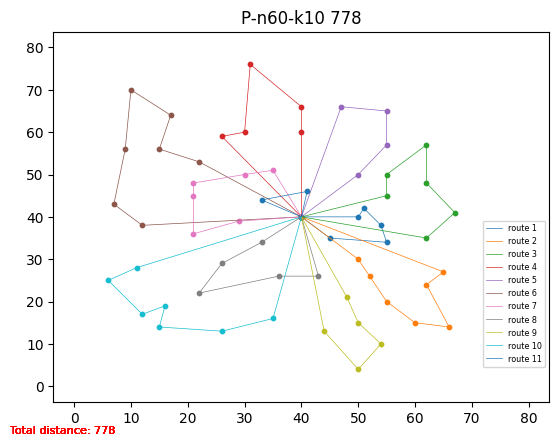 P-n60-k10 778
80
70
60
50
40
30
20
10
0
route 1
route 2
route 3
route 4
route 5
route 6
route 7
route 8
route 9
route 10
route 11
0 10 20 30 40 50 60 70 80
Total distance: 778